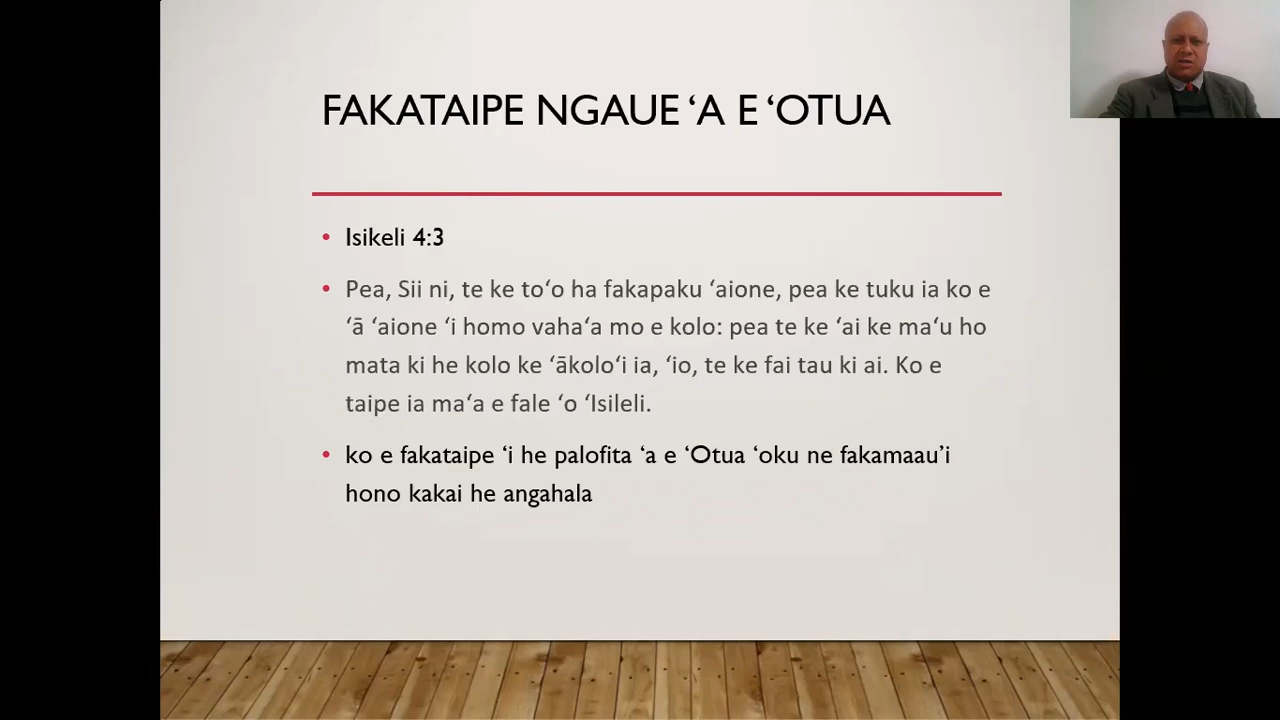 FAKATAIPE NGAUE ‘A E ‘OTUA
• Isikeli 4:3
• Pea, Sii ni, te ke to‘o ha fakapaku ‘aione, pea ke tuku ia ko e
‘ā ‘aione ‘i homo vaha‘a mo e kolo: pea te ke ‘ai ke ma‘u ho
mata ki he kolo ke ‘ākolo‘i ia, ‘io, te ke fai tau ki ai. Ko e
taipe ia ma‘a e fale ‘o ‘Isileli.
• ko e fakataipe ‘i he palofita ‘a e ‘Otua ‘oku ne fakamaau’i
hono kakai he angahala